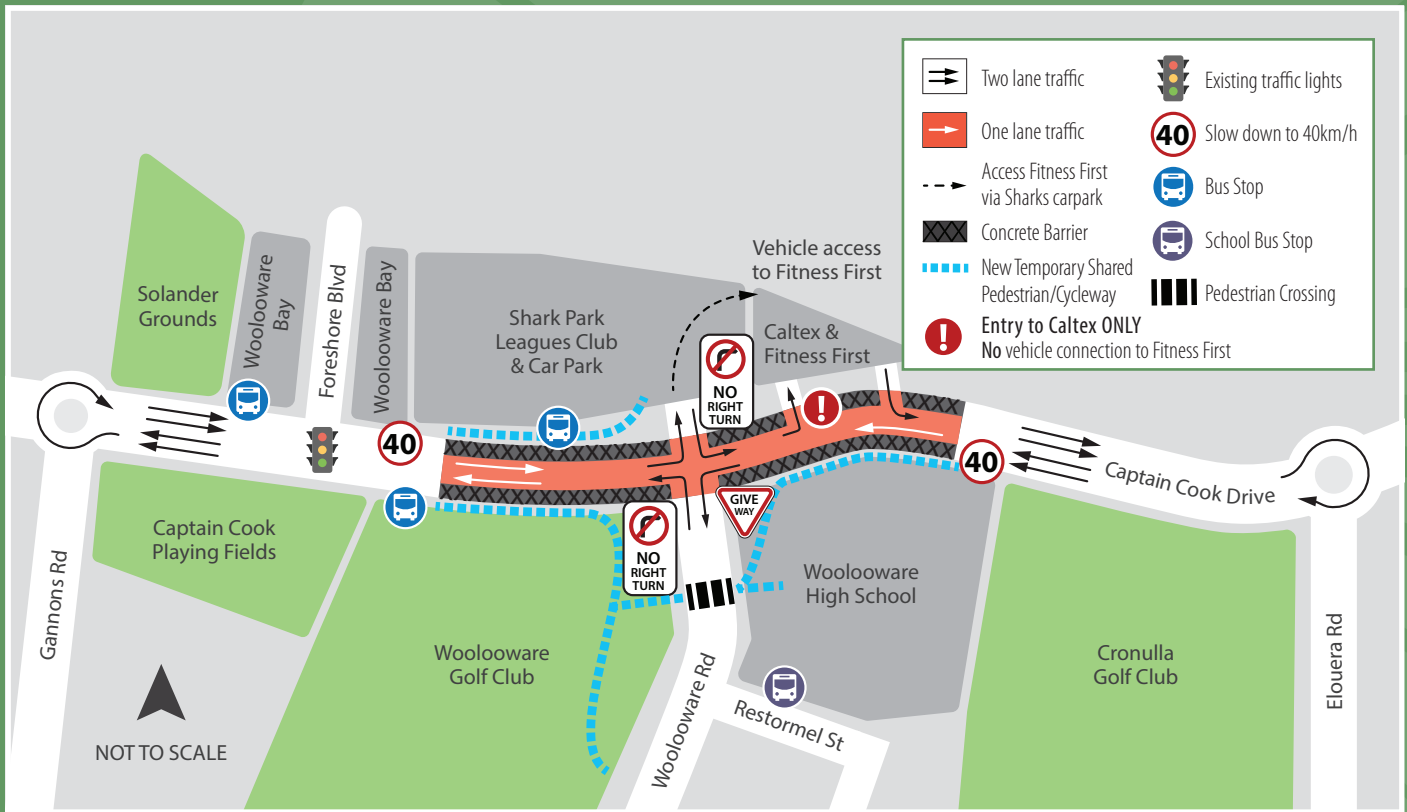 Two lane traffic
One lane traffic
Access Fitness First
via Sharks carpark
Concrete Barrier
New Temporary Shared
Pedestrian/Cycleway
! Entry to Caltex ONLY
No vehicle connection to Fitness First
Existing traffic lights
40 Slow down to 40km/h
Bus Stop
School Bus Stop
Pedestrian Crossing
Solander
Grounds
Woolooware
Bay
Foreshore Blvd
Woolooware Bay
Shark Park
Leagues Club
& Car Park
Vehicle access
to Fitness First
Caltex &
Fitness First
NO
RIGHT
TURN
!
40
40
Captain Cook Drive
GIVE
WAY
NO
RIGHT
TURN
Captain Cook
Playing Fields
Gannons Rd
Woolooware
High School
Woolooware
Golf Club
Cronulla
Golf Club
Elouera Rd
Woolooware Rd
Restormel St
NOT TO SCALE